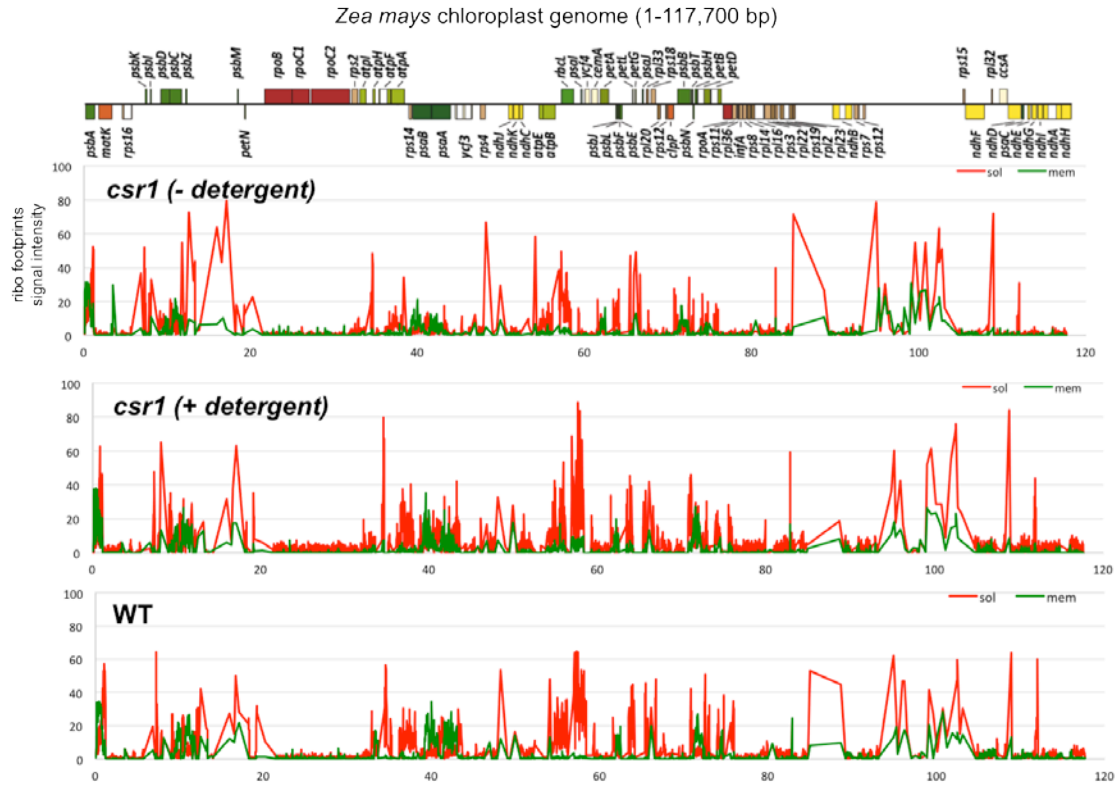 Zea mays chloroplast genome (1-117,700 bp)
psbK psbI psbD psbC psbZ psbM rpoB rpoC1 rpoC2 rps2 atpI atpH atpF atpA rbcL psaI ycf4 cemA petA petL petG psaJ rpl33 rps18 psbB psbT psbH petB petD rps15 rpl32 ccsA
psbA matK rps16 petN rps14 psaB psaA ycf3 rps4 ndhJ ndhK ndhC atpE atpB psbJ psbL psbF psbE rpl20 rps12 clpP psbN rpoA rps11 rpl36 infA rps8 rpl14 rpl16 rps3 rpl22 rps19 rpl2 rpl23 ndhB rps7 rps12 ndhF ndhD psaC ndhE ndhG ndhI ndhA ndhH
ribo footprints
signal intensity
csr1 (- detergent)
sol mem
100
80
60
40
20
0
0 20 40 60 80 100 120
csr1 (+ detergent)
sol mem
100
80
60
40
20
0
0 20 40 60 80 100 120
WT
sol mem
100
80
60
40
20
0
0 20 40 60 80 100 120